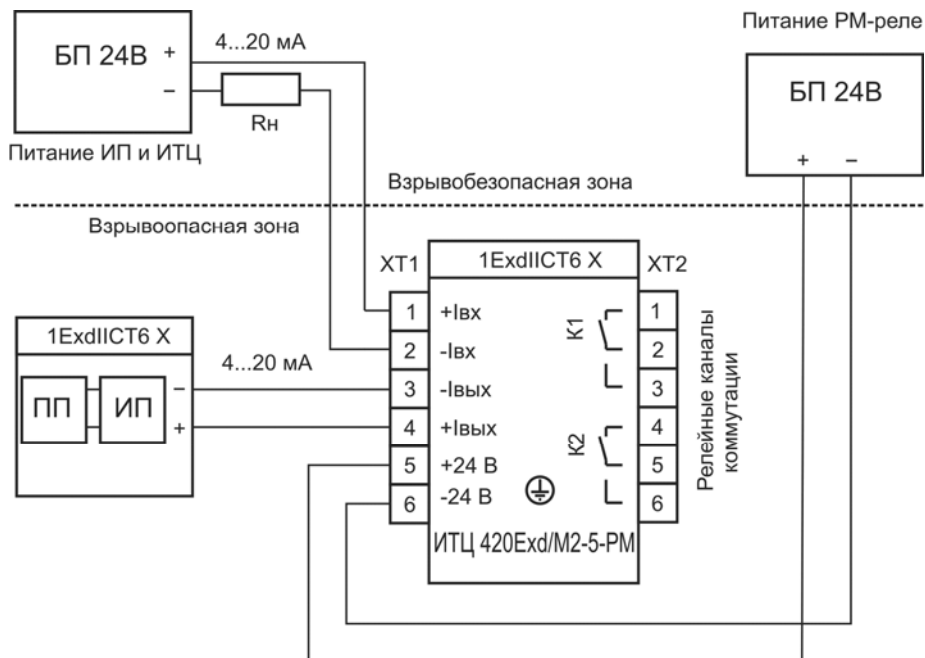 Питание РМ-реле
БП 24В
+
−
4...20 мА
Rн
Питание ИП и ИТЦ
БП 24В
+ −
Взрывобезопасная зона
Взрывоопасная зона
XT1
1ExdIICT6 X
XT2
1 +Iвх
2 -Iвх
3 -Iвых
4 +Iвых
5 +24 В
6 -24 В
K1
K2
1
2
3
4
5
6
Релейные каналы
коммутации
ИТЦ 420Exd/M2-5-PM
1ExdIICT6 X
ПП
ИП
−
+
4...20 мА